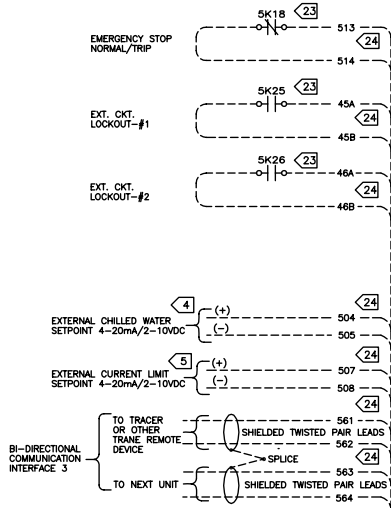 5K18 23
513
EMERGENCY STOP
NORMAL/TRIP
24
514
5K25 23
45A
EXT. CKT.
LOCKOUT-#1
24
45B
5K26 23
46A
EXT. CKT.
LOCKOUT-#2
24
46B
4
24
(+)
504
EXTERNAL CHILLED WATER
SETPOINT 4-20mA/2-10VDC
(-)
505
5
24
(+)
507
EXTERNAL CURRENT LIMIT
SETPOINT 4-20mA/2-10VDC
(-)
508
24
561
TO TRACER
OR OTHER
TRANE REMOTE
DEVICE
SHIELDED TWISTED PAIR LEADS
562
BI-DIRECTIONAL
COMMUNICATION
INTERFACE 3
SPLICE
24
563
TO NEXT UNIT
SHIELDED TWISTED PAIR LEADS
564